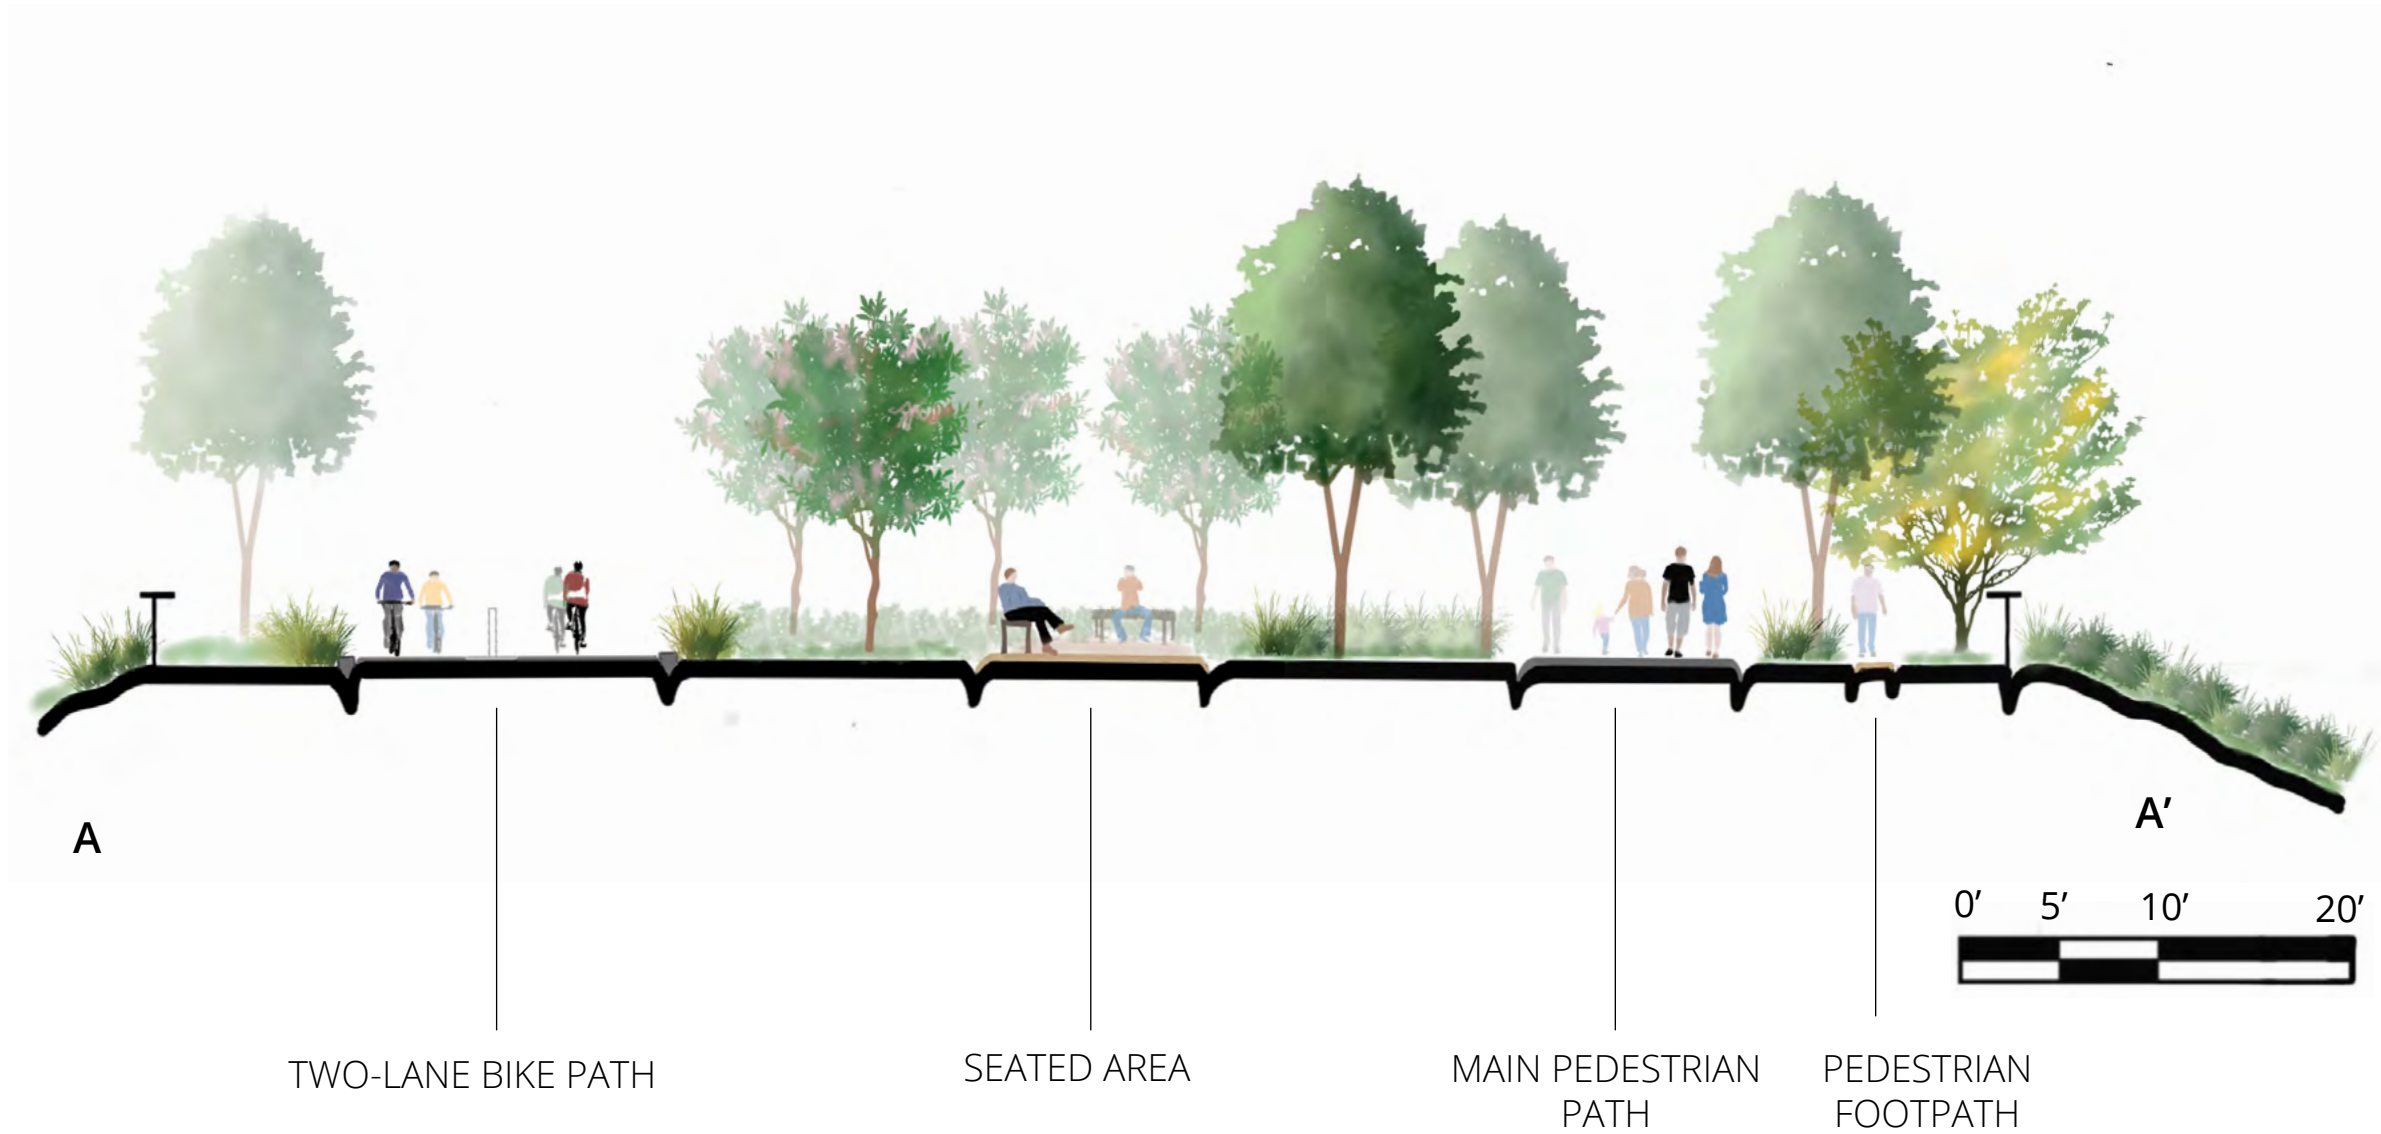 A
A’
0’ 5’ 10’ 20’
TWO-LANE BIKE PATH
SEATED AREA
MAIN PEDESTRIAN
PATH
PEDESTRIAN
FOOTPATH